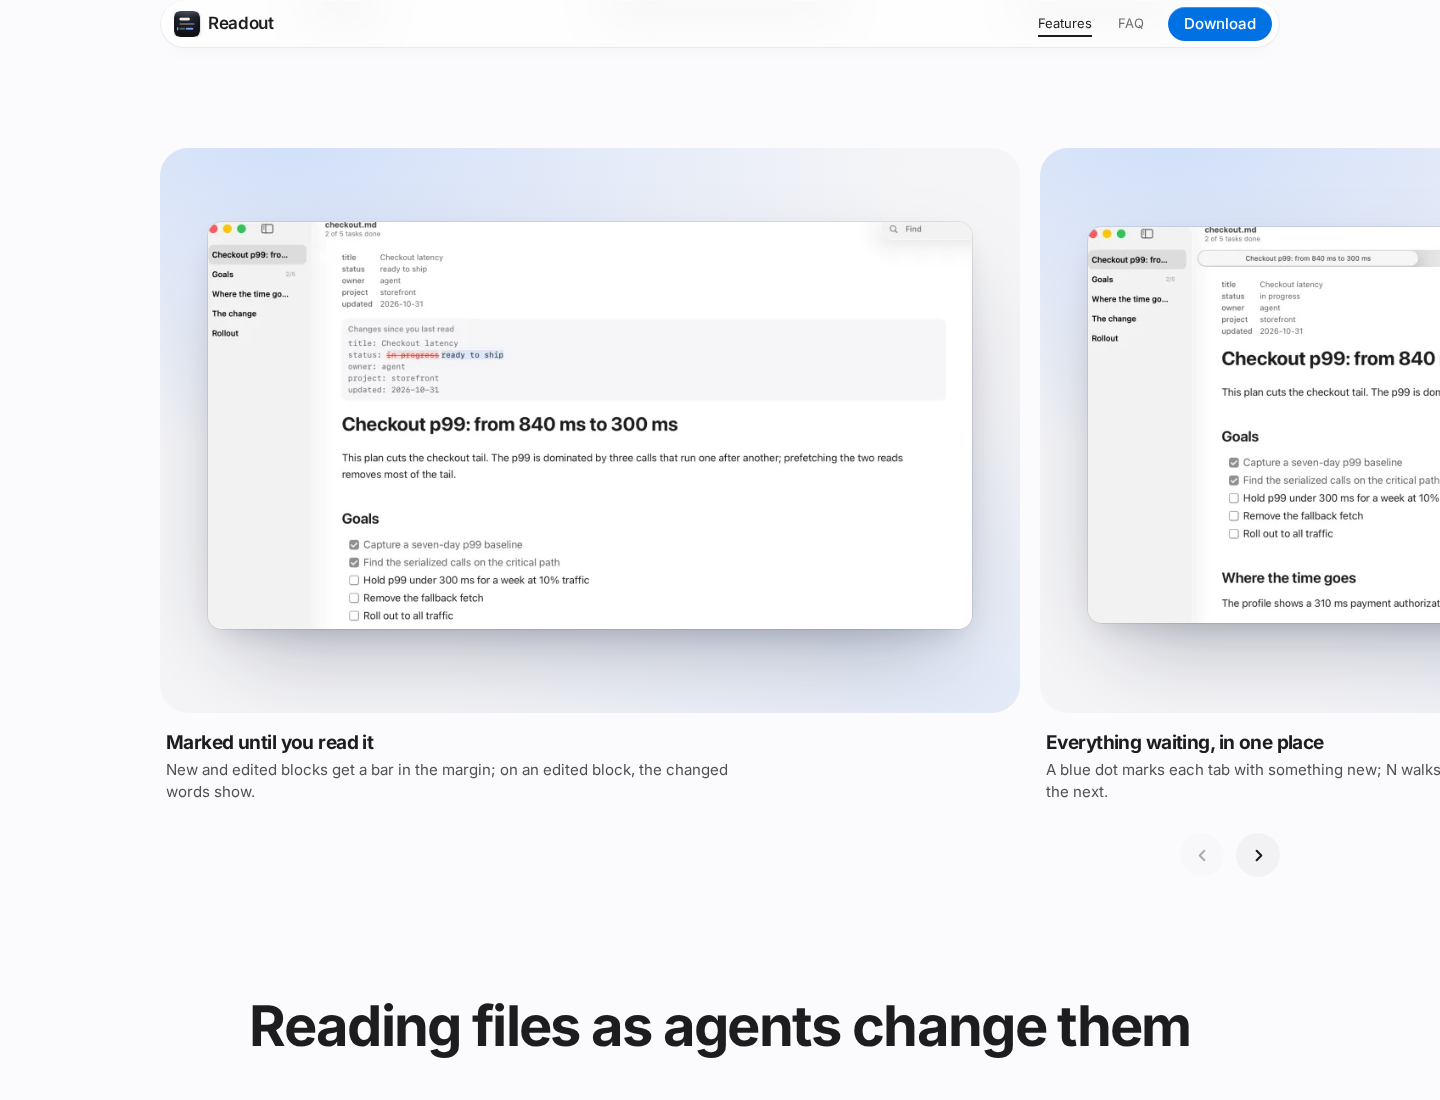 Readout
Features
FAQ
Download
checkout.md
2 of 5 tasks done
Find
Checkout p99: fro...
Goals 2/5
Where the time go...
The change
Rollout
title Checkout latency
status ready to ship
owner agent
project storefront
updated 2026-10-31
Changes since you last read
title: Checkout latency
status: in progress ready to ship
owner: agent
project: storefront
updated: 2026-10-31
Checkout p99: from 840 ms to 300 ms
This plan cuts the checkout tail. The p99 is dominated by three calls that run one after another; prefetching the two reads
removes most of the tail.
Goals
Capture a seven-day p99 baseline
Find the serialized calls on the critical path
Hold p99 under 300 ms for a week at 10% traffic
Remove the fallback fetch
Roll out to all traffic
Marked until you read it
New and edited blocks get a bar in the margin; on an edited block, the changed
words show.
checkout.md
2 of 5 tasks done
Checkout p99: from 840 ms to 300 ms
Checkout p99: fro...
Goals 2/5
Where the time go...
The change
Rollout
title Checkout latency
status in progress
owner agent
project storefront
updated 2026-10-31
Checkout p99: from 840
This plan cuts the checkout tail. The p99 is dom
Goals
Capture a seven-day p99 baseline
Find the serialized calls on the critical path
Hold p99 under 300 ms for a week at 10%
Remove the fallback fetch
Roll out to all traffic
Where the time goes
The profile shows a 310 ms payment authorizat
Everything waiting, in one place
A blue dot marks each tab with something new; N walks
the next.
Reading files as agents change them